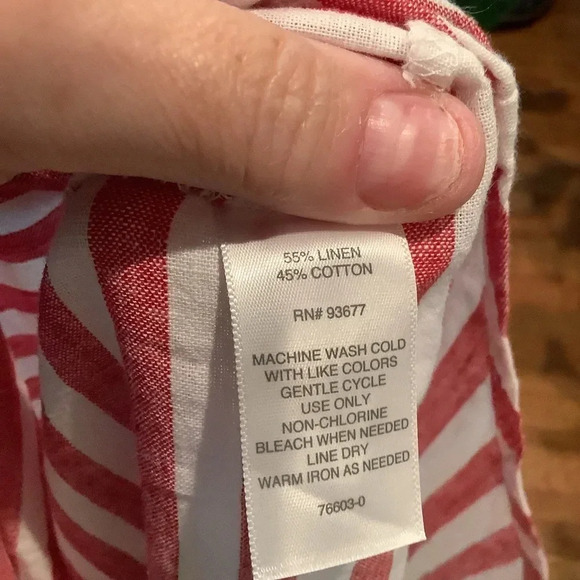 55% LINEN
45% COTTON
RN# 93677
MACHINE WASH COLD
WITH LIKE COLORS
GENTLE CYCLE
USE ONLY
NON-CHLORINE
BLEACH WHEN NEEDED
LINE DRY
WARM IRON AS NEEDED
76603-0